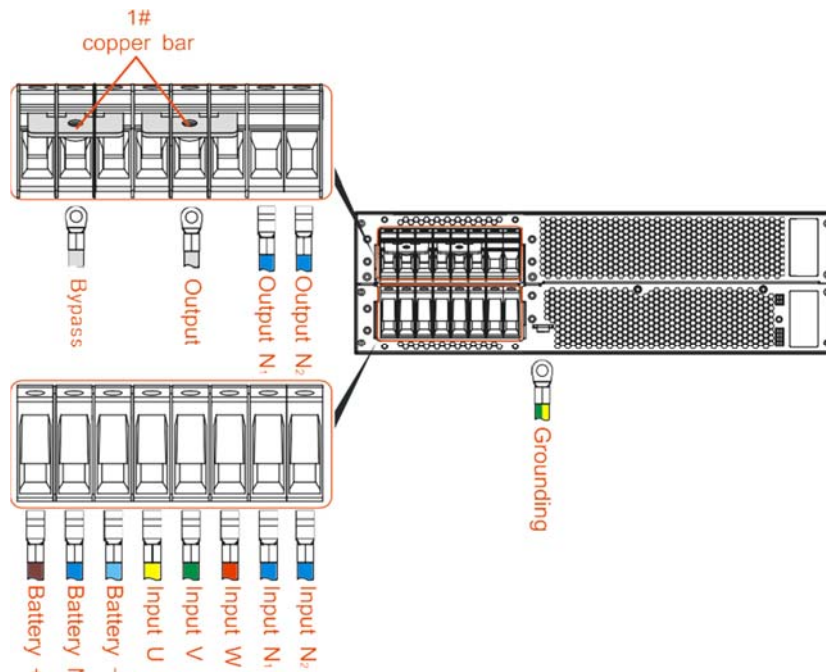 1#
copper bar
Bypass
Output
Output N₁
Output N₂
Grounding
Battery +
Battery N
Battery -
Input U
Input V
Input W
Input N₁
Input N₂